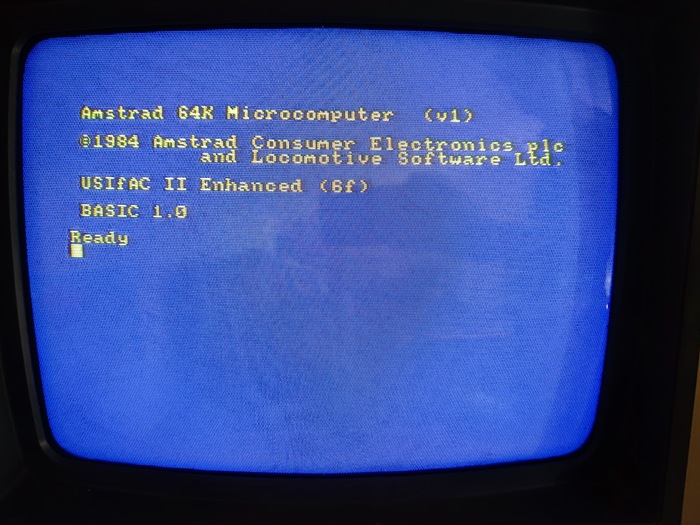 Amstrad 64K Microcomputer (v1)
©1984 Amstrad Consumer Electronics plc
and Locomotive Software Ltd.
USIfAC II Enhanced (6f)
BASIC 1.0
Ready